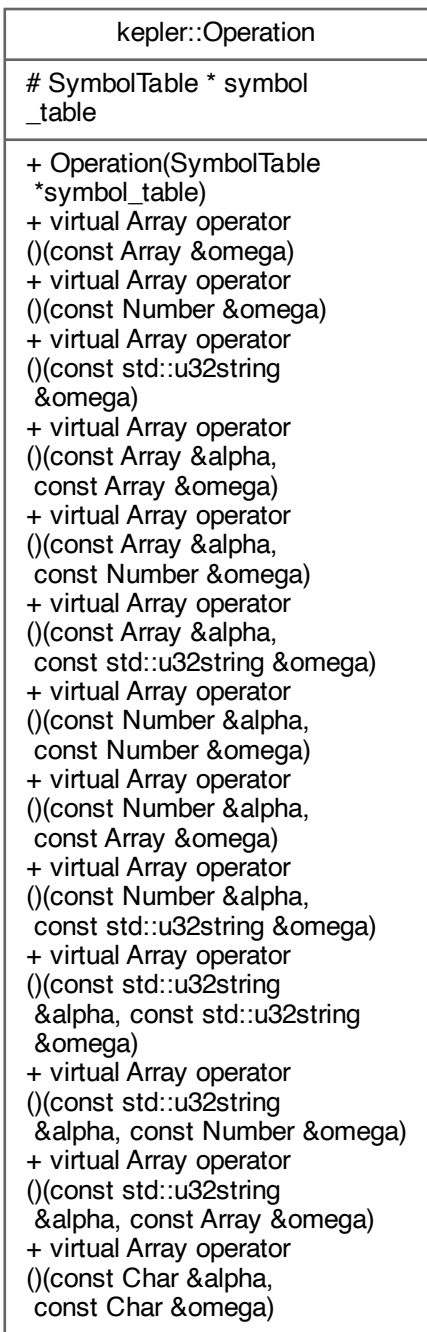 kepler::Operation
# SymbolTable * symbol
_table
+ Operation(SymbolTable
*symbol_table)
+ virtual Array operator
()(const Array &omega)
+ virtual Array operator
()(const Number &omega)
+ virtual Array operator
()(const std::u32string
&omega)
+ virtual Array operator
()(const Array &alpha,
const Array &omega)
+ virtual Array operator
()(const Array &alpha,
const Number &omega)
+ virtual Array operator
()(const Array &alpha,
const std::u32string &omega)
+ virtual Array operator
()(const Number &alpha,
const Number &omega)
+ virtual Array operator
()(const Number &alpha,
const Array &omega)
+ virtual Array operator
()(const Number &alpha,
const std::u32string &omega)
+ virtual Array operator
()(const std::u32string
&alpha, const std::u32string
&omega)
+ virtual Array operator
()(const std::u32string
&alpha, const Number &omega)
+ virtual Array operator
()(const std::u32string
&alpha, const Array &omega)
+ virtual Array operator
()(const Char &alpha,
const Char &omega)